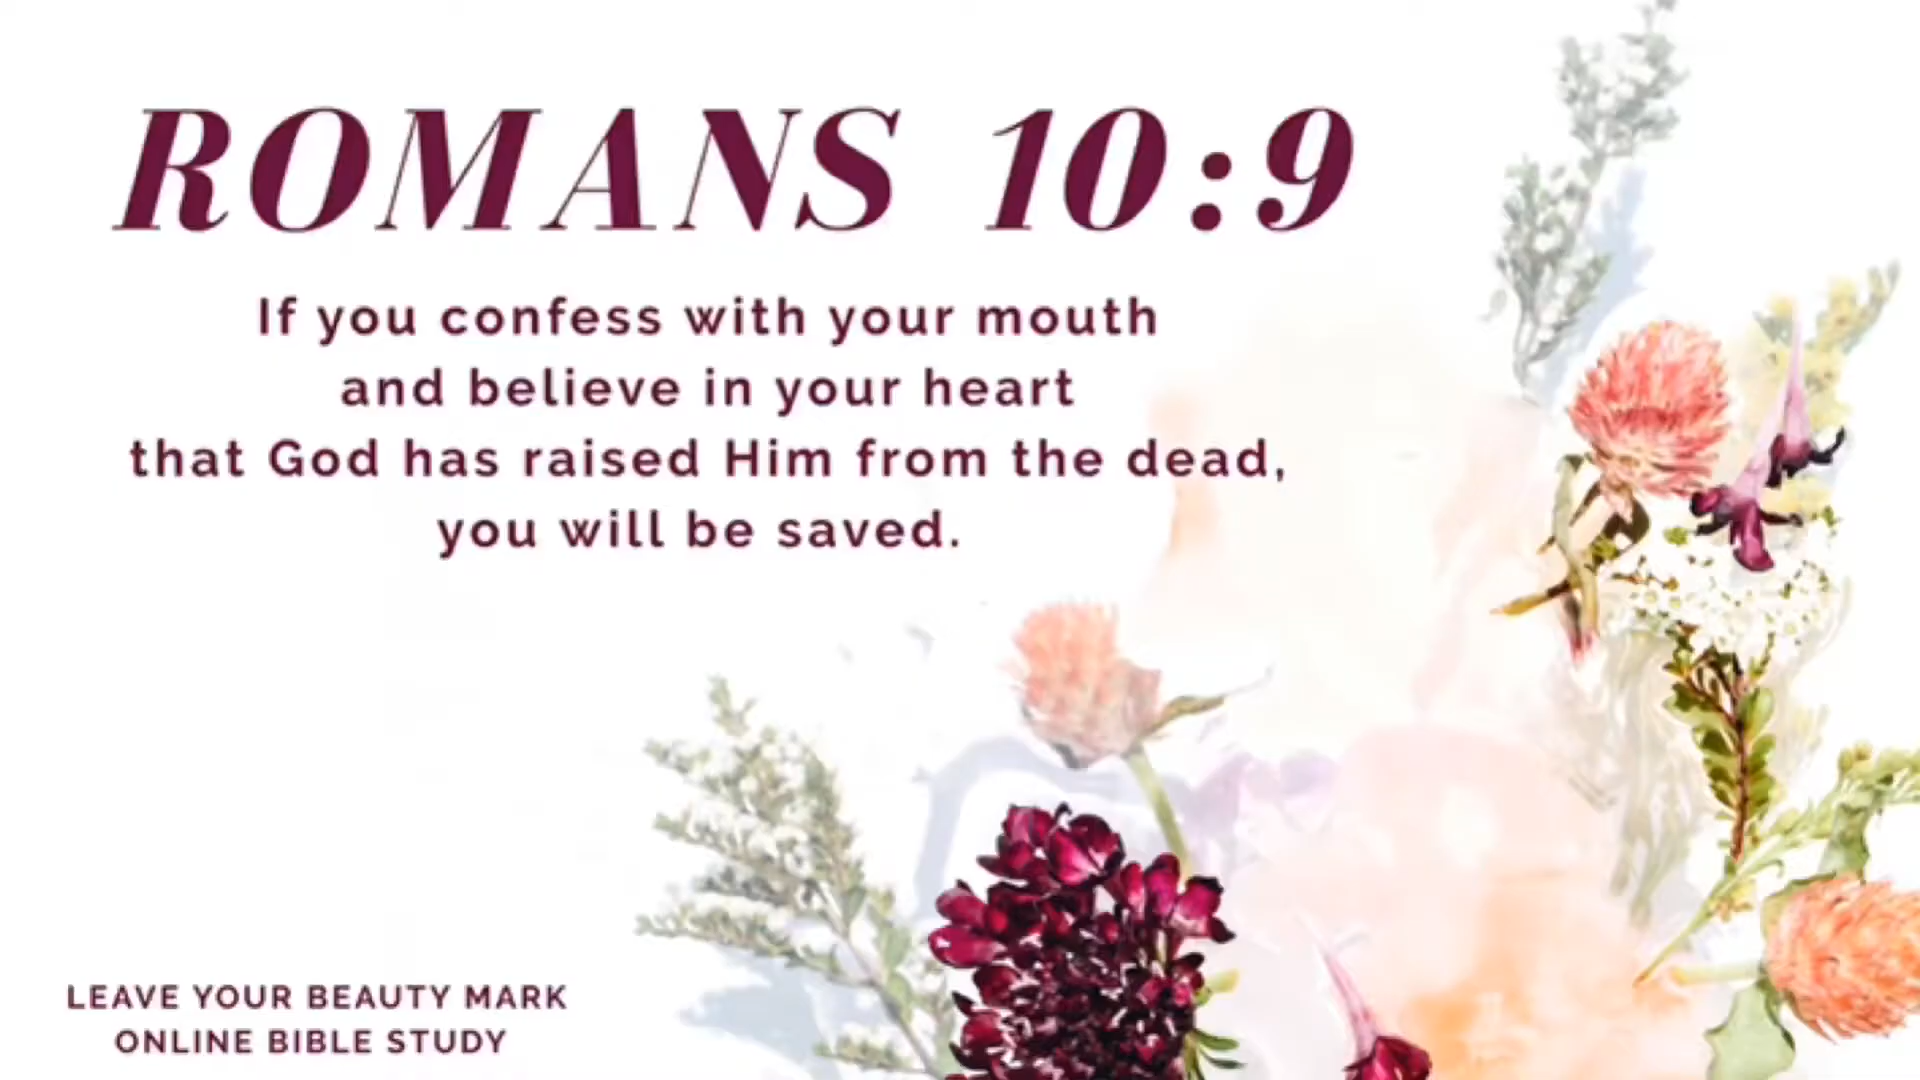 ROMANS 10:9
If you confess with your mouth
and believe in your heart
that God has raised Him from the dead,
you will be saved.
LEAVE YOUR BEAUTY MARK
ONLINE BIBLE STUDY